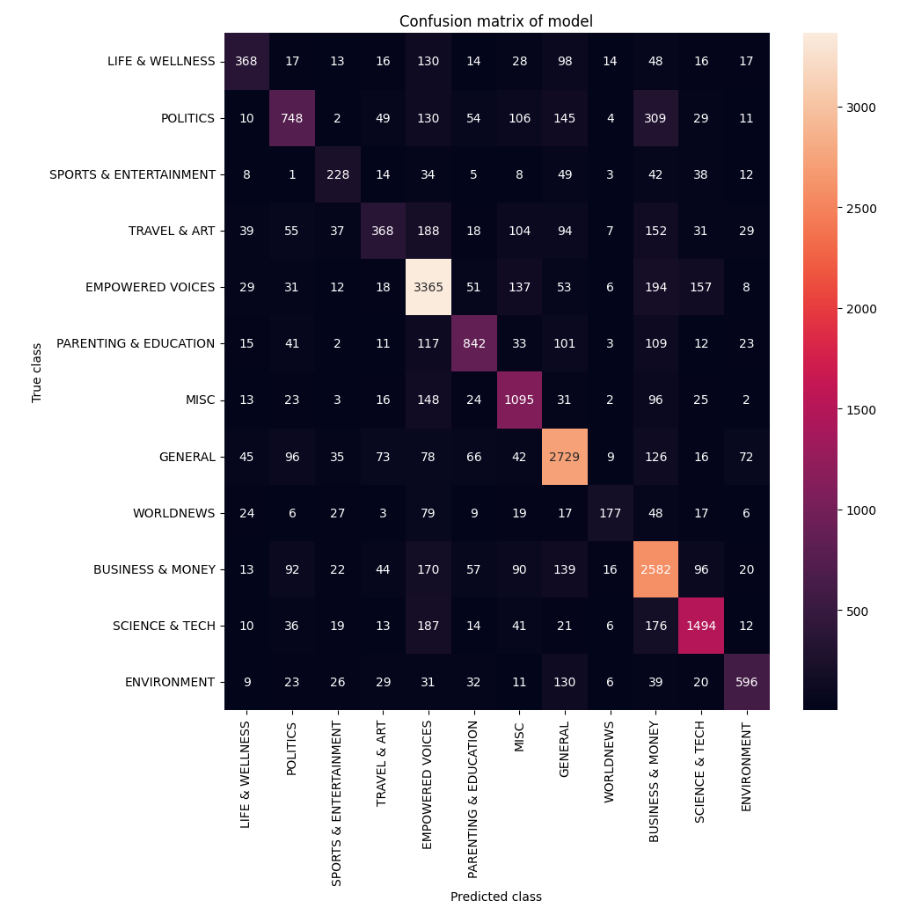 Confusion matrix of model
LIFE & WELLNESS 368 17 13 16 130 14 28 98 14 48 16 17
POLITICS 10 748 2 49 130 54 106 145 4 309 29 11
SPORTS & ENTERTAINMENT 8 1 228 14 34 5 8 49 3 42 38 12
TRAVEL & ART 39 55 37 368 188 18 104 94 7 152 31 29
EMPOWERED VOICES 29 31 12 18 3365 51 137 53 6 194 157 8
PARENTING & EDUCATION 15 41 2 11 117 842 33 101 3 109 12 23
MISC 13 23 3 16 148 24 1095 31 2 96 25 2
GENERAL 45 96 35 73 78 66 42 2729 9 126 16 72
WORLDNEWS 24 6 27 3 79 9 19 17 177 48 17 6
BUSINESS & MONEY 13 92 22 44 170 57 90 139 16 2582 96 20
SCIENCE & TECH 10 36 19 13 187 14 41 21 6 176 1494 12
ENVIRONMENT 9 23 26 29 31 32 11 130 6 39 20 596
True class
LIFE & WELLNESS
POLITICS
SPORTS & ENTERTAINMENT
TRAVEL & ART
EMPOWERED VOICES
PARENTING & EDUCATION
MISC
GENERAL
WORLDNEWS
BUSINESS & MONEY
SCIENCE & TECH
ENVIRONMENT
Predicted class
3000
2500
2000
1500
1000
500